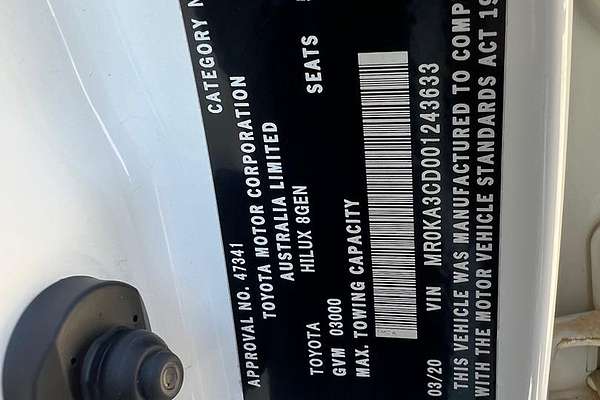 CATEGORY
APPROVAL NO. 47341
TOYOTA MOTOR CORPORATION
AUSTRALIA LIMITED
HILUX 8GEN
SEATS
TOYOTA
GVM 03000
MAX. TOWING CAPACITY
03/20 VIN MR0KA3CD001243633
THIS VEHICLE WAS MANUFACTURED TO COMP
WITH THE MOTOR VEHICLE STANDARDS ACT 19